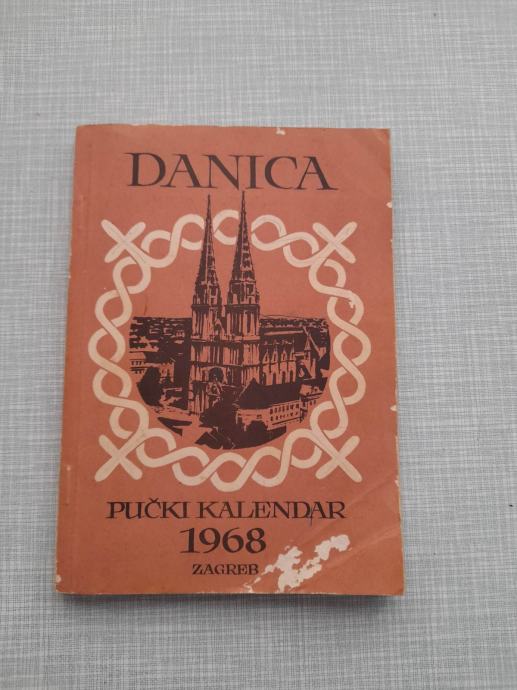 DANICA
PUČKI KALENDAR
1968
ZAGREB